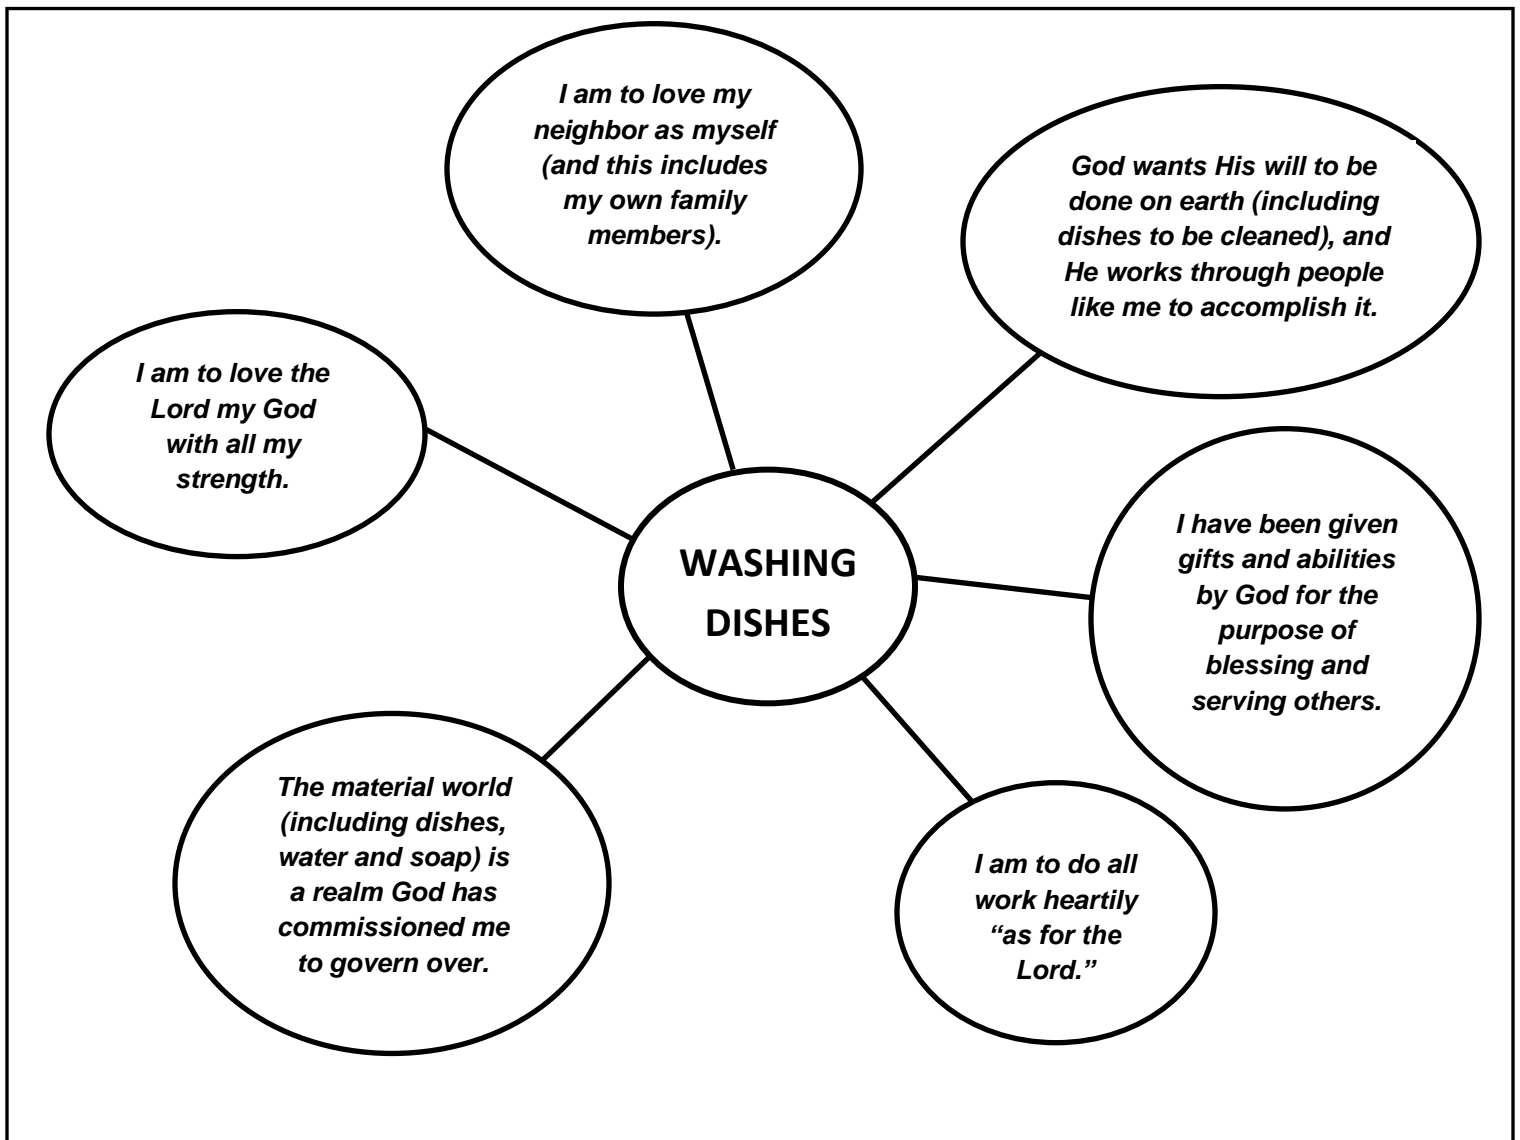 I am to love my
neighbor as myself
(and this includes
my own family
members).
God wants His will to be
done on earth (including
dishes to be cleaned), and
He works through people
like me to accomplish it.
I am to love the
Lord my God
with all my
strength.
WASHING
DISHES
I have been given
gifts and abilities
by God for the
purpose of
blessing and
serving others.
The material world
(including dishes,
water and soap) is
a realm God has
commissioned me
to govern over.
I am to do all
work heartily
“as for the
Lord.”